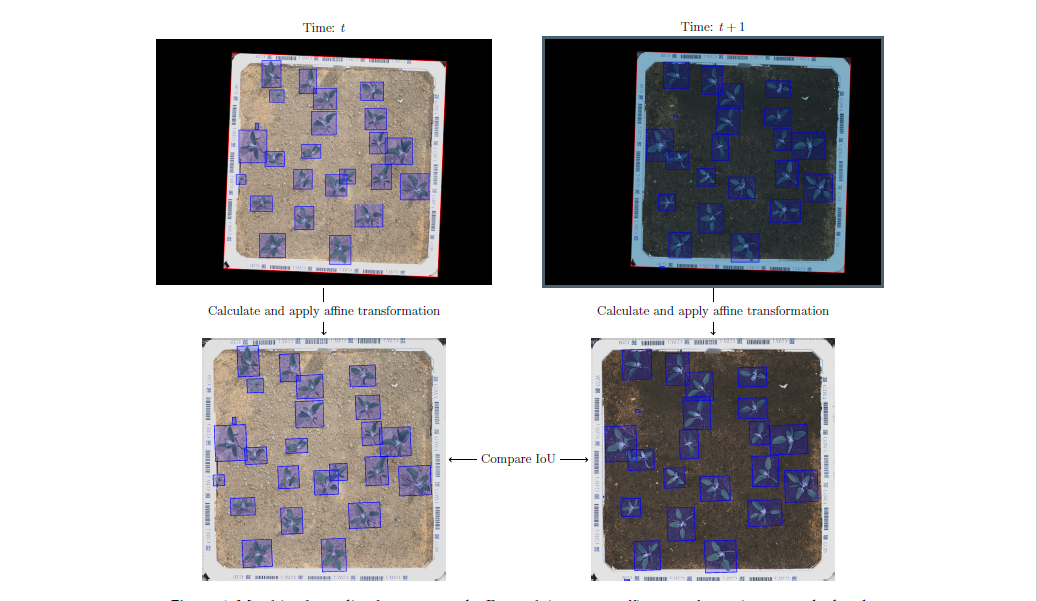 Time: t
Time: t + 1
Calculate and apply affine transformation
Calculate and apply affine transformation
Compare IoU